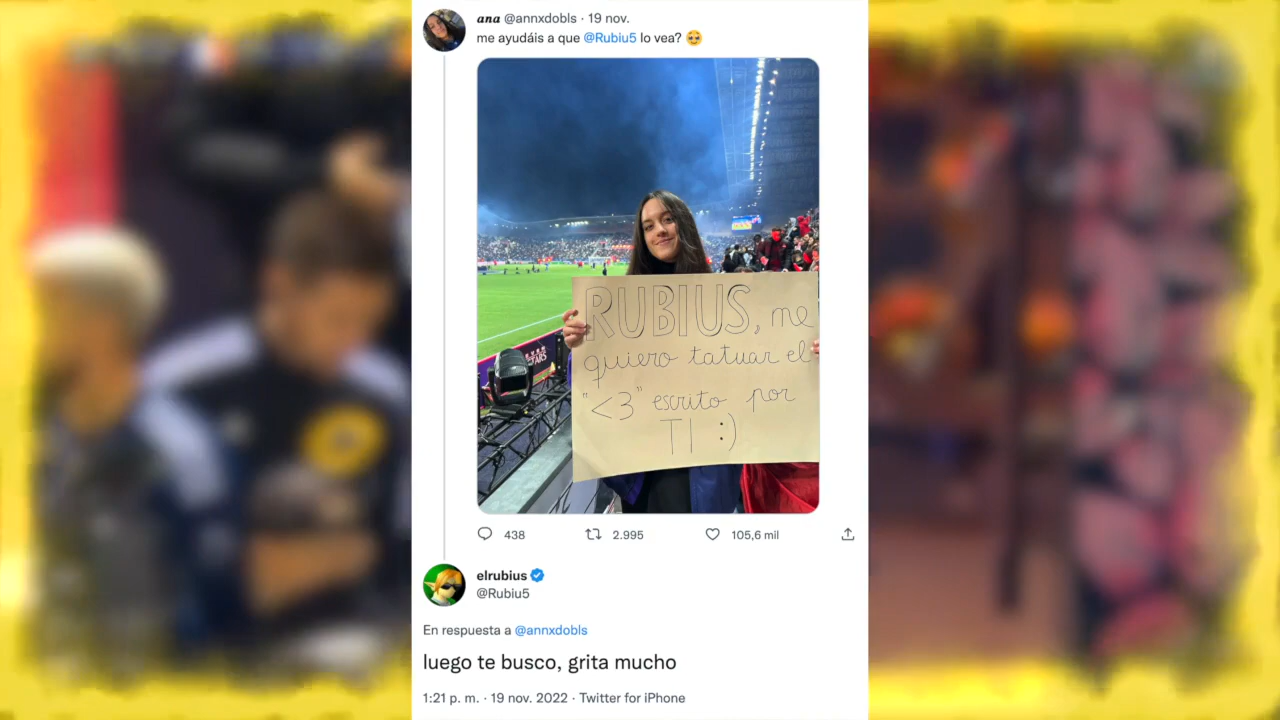 ana @annxdobls · 19 nov.
me ayudáis a que @Rubiu5 lo vea? 🥹
STARS
RUBIUS, me
quiero tatuar el
"<3" escrito por
TI :)
438 2.995 105,6 mil
elrubius
@Rubiu5
En respuesta a @annxdobls
luego te busco, grita mucho
1:21 p. m. · 19 nov. 2022 · Twitter for iPhone